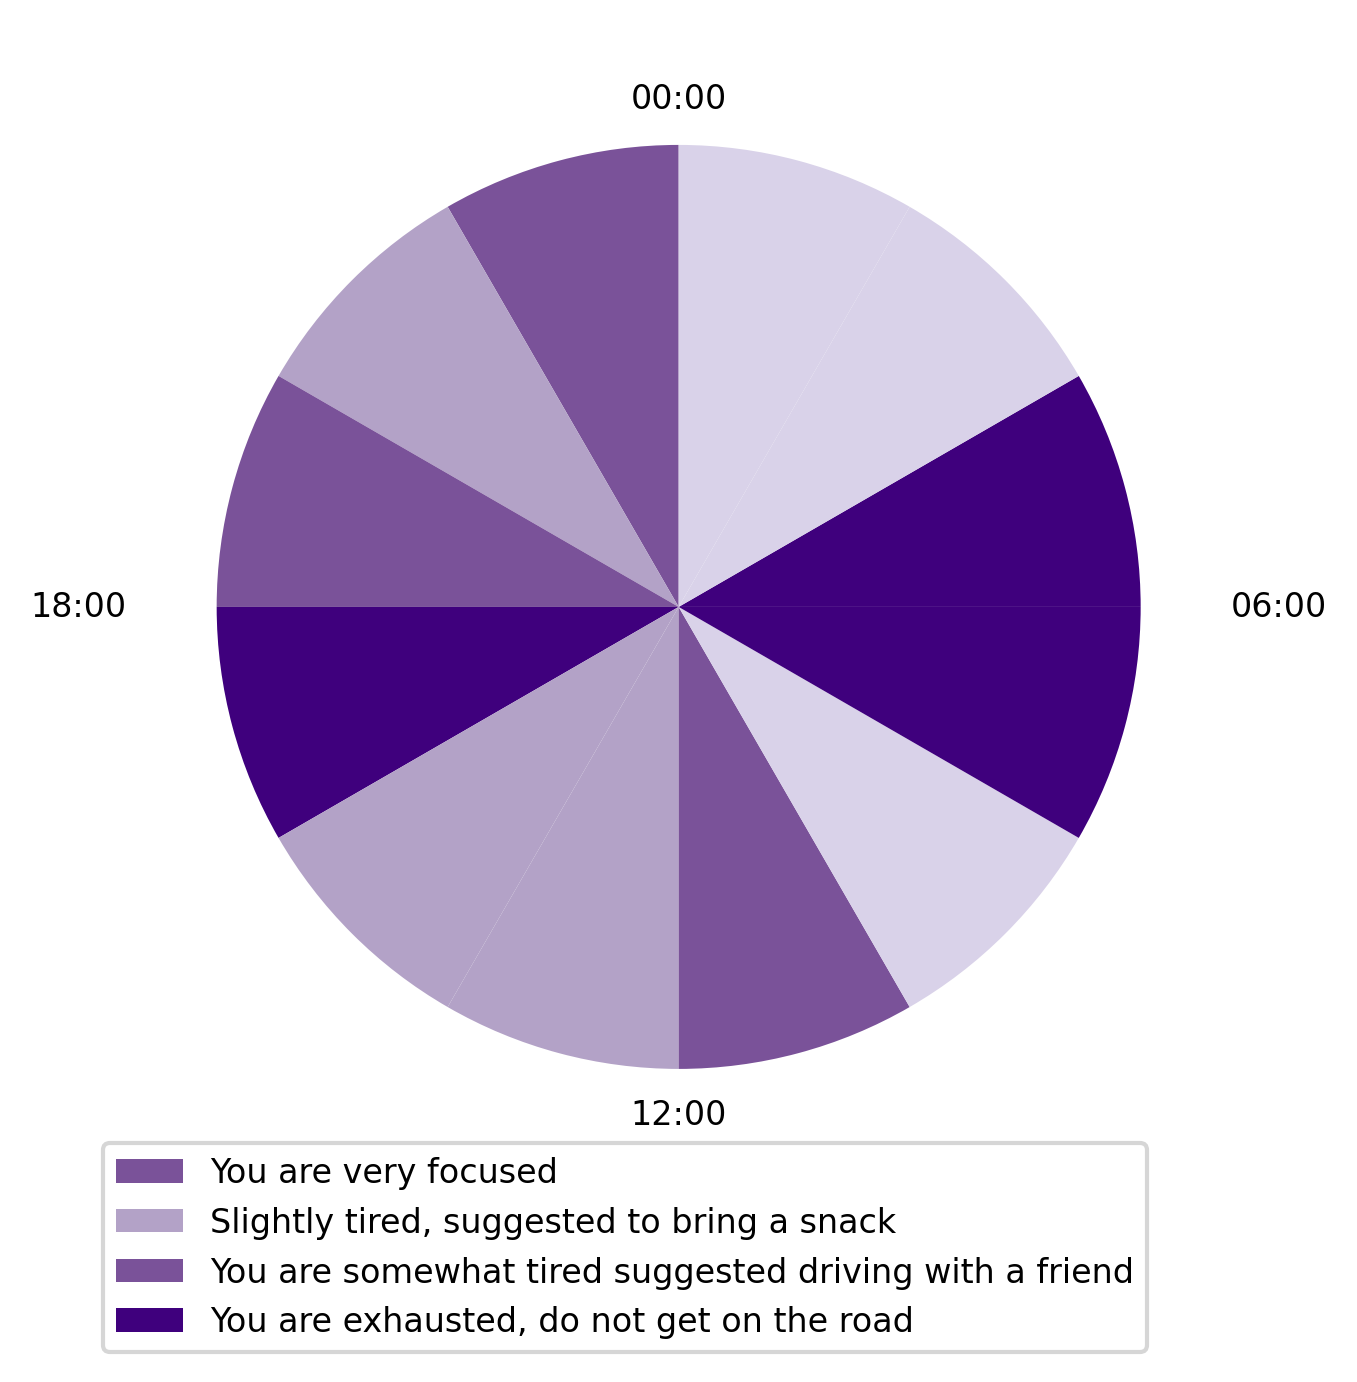 00:00
18:00
06:00
12:00
You are very focused
Slightly tired, suggested to bring a snack
You are somewhat tired suggested driving with a friend
You are exhausted, do not get on the road